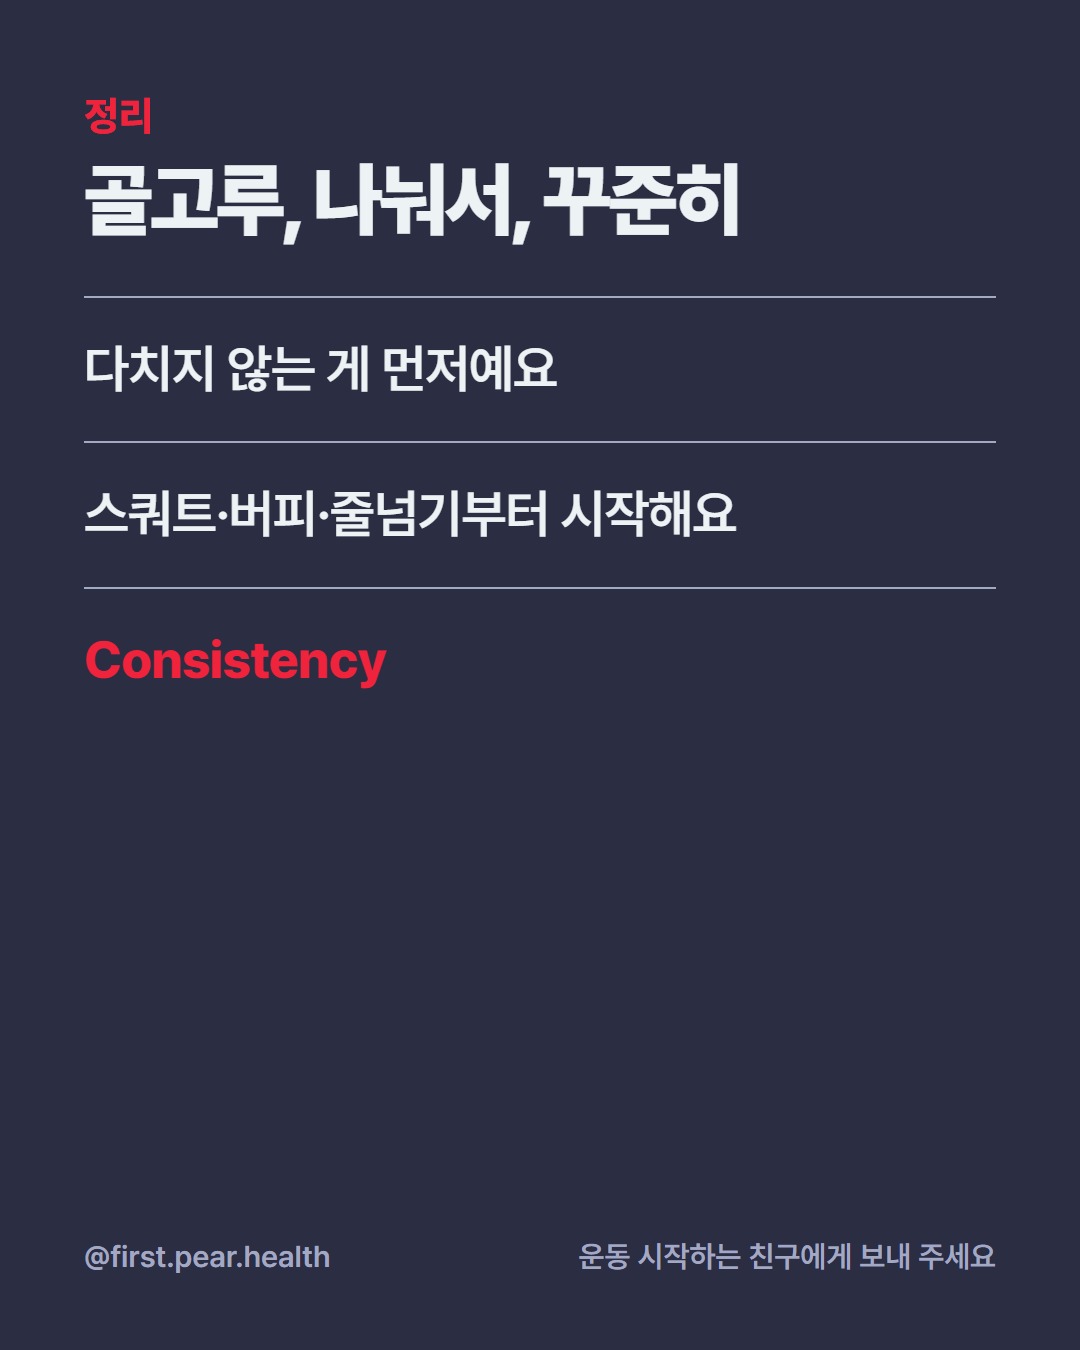 정리
골고루, 나눠서, 꾸준히
다치지 않는 게 먼저예요
스쿼트·버피·줄넘기부터 시작해요
Consistency
@first.pear.health
운동 시작하는 친구에게 보내 주세요